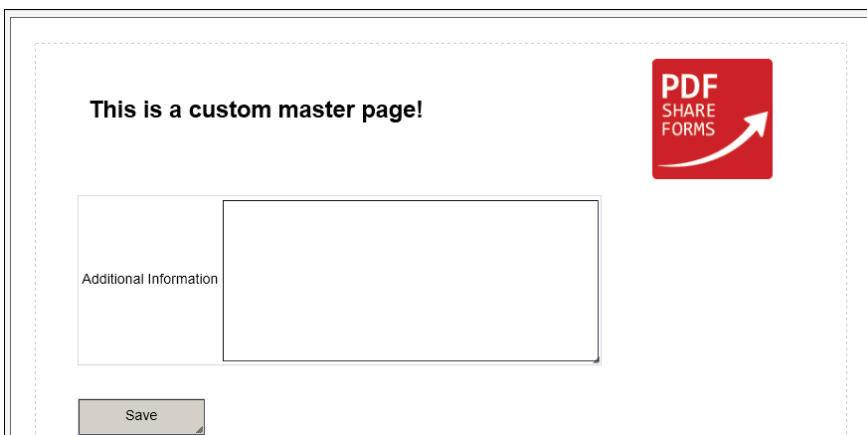 This is a custom master page!
PDF
SHARE
FORMS
Additional Information
Save